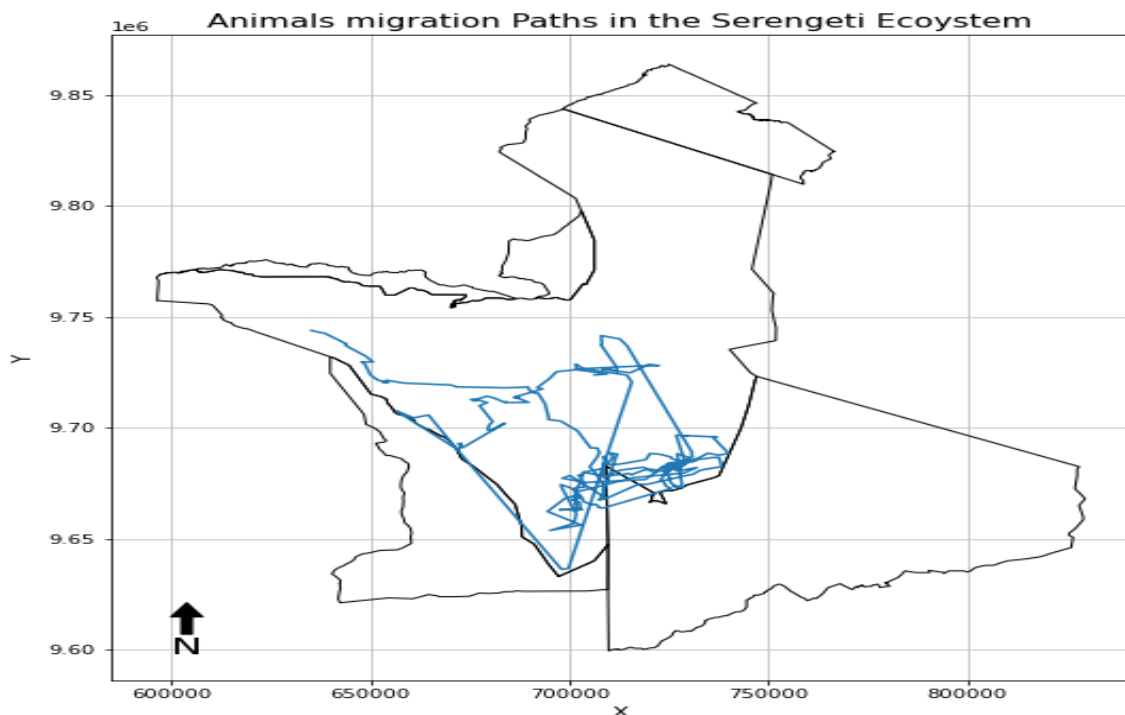 Animals migration Paths in the Serengeti Ecoystem
1e6
9.85
9.80
9.75
9.70
9.65
9.60
Y
N
600000 650000 700000 750000 800000
X